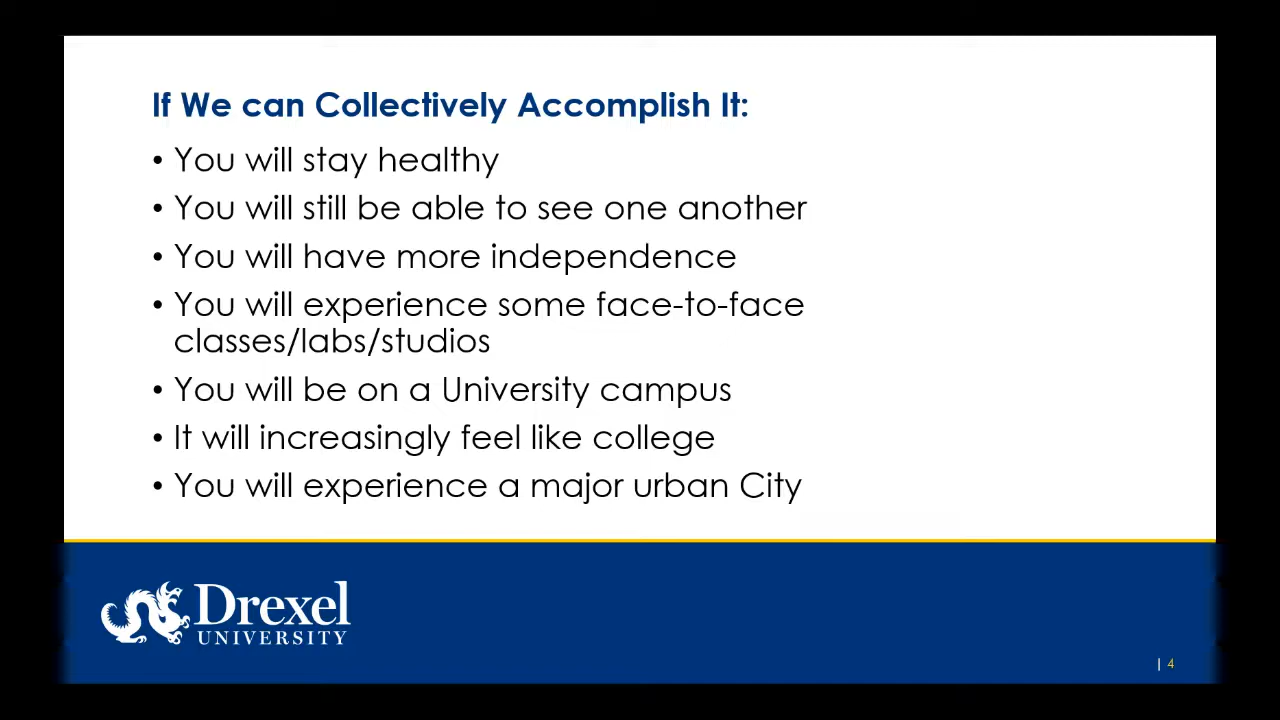 If We can Collectively Accomplish It:
• You will stay healthy
• You will still be able to see one another
• You will have more independence
• You will experience some face-to-face
classes/labs/studios
• You will be on a University campus
• It will increasingly feel like college
• You will experience a major urban City
Drexel
UNIVERSITY
| 4